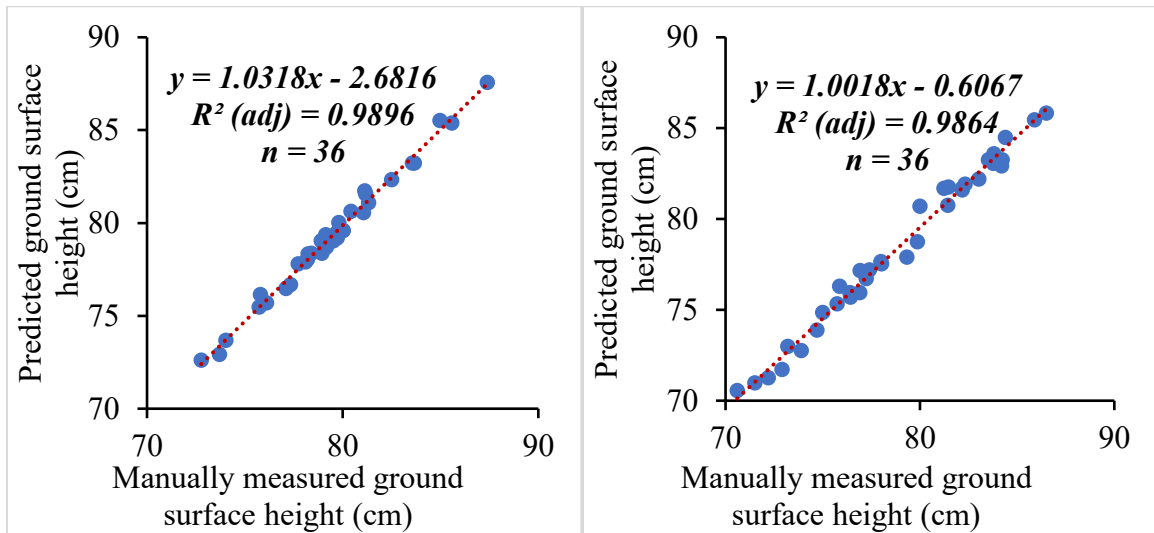 Predicted ground surface
height (cm)
90
85
80
75
70
y = 1.0318x - 2.6816
R² (adj) = 0.9896
n = 36
70
80
90
Manually measured ground
surface height (cm)
Predicted ground surface
height (cm)
90
85
80
75
70
y = 1.0018x - 0.6067
R² (adj) = 0.9864
n = 36
70
80
90
Manually measured ground
surface height (cm)